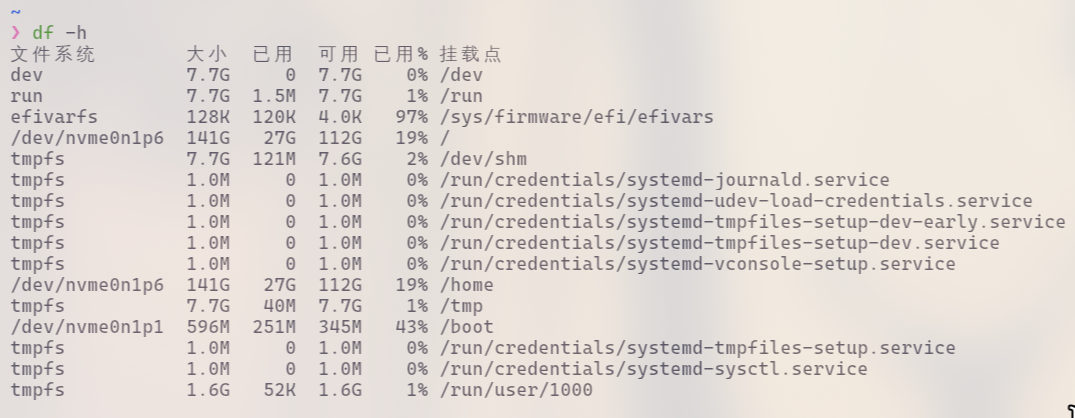 ~
❯ df -h
文件系统 大小 已用 可用 已用% 挂载点
dev 7.7G 0 7.7G 0% /dev
run 7.7G 1.5M 7.7G 1% /run
efivarfs 128K 120K 4.0K 97% /sys/firmware/efi/efivars
/dev/nvme0n1p6 141G 27G 112G 19% /
tmpfs 7.7G 121M 7.6G 2% /dev/shm
tmpfs 1.0M 0 1.0M 0% /run/credentials/systemd-journald.service
tmpfs 1.0M 0 1.0M 0% /run/credentials/systemd-udev-load-credentials.service
tmpfs 1.0M 0 1.0M 0% /run/credentials/systemd-tmpfiles-setup-dev-early.service
tmpfs 1.0M 0 1.0M 0% /run/credentials/systemd-tmpfiles-setup-dev.service
tmpfs 1.0M 0 1.0M 0% /run/credentials/systemd-vconsole-setup.service
/dev/nvme0n1p6 141G 27G 112G 19% /home
tmpfs 7.7G 40M 7.7G 1% /tmp
/dev/nvme0n1p1 596M 251M 345M 43% /boot
tmpfs 1.0M 0 1.0M 0% /run/credentials/systemd-tmpfiles-setup.service
tmpfs 1.0M 0 1.0M 0% /run/credentials/systemd-sysctl.service
tmpfs 1.6G 52K 1.6G 1% /run/user/1000